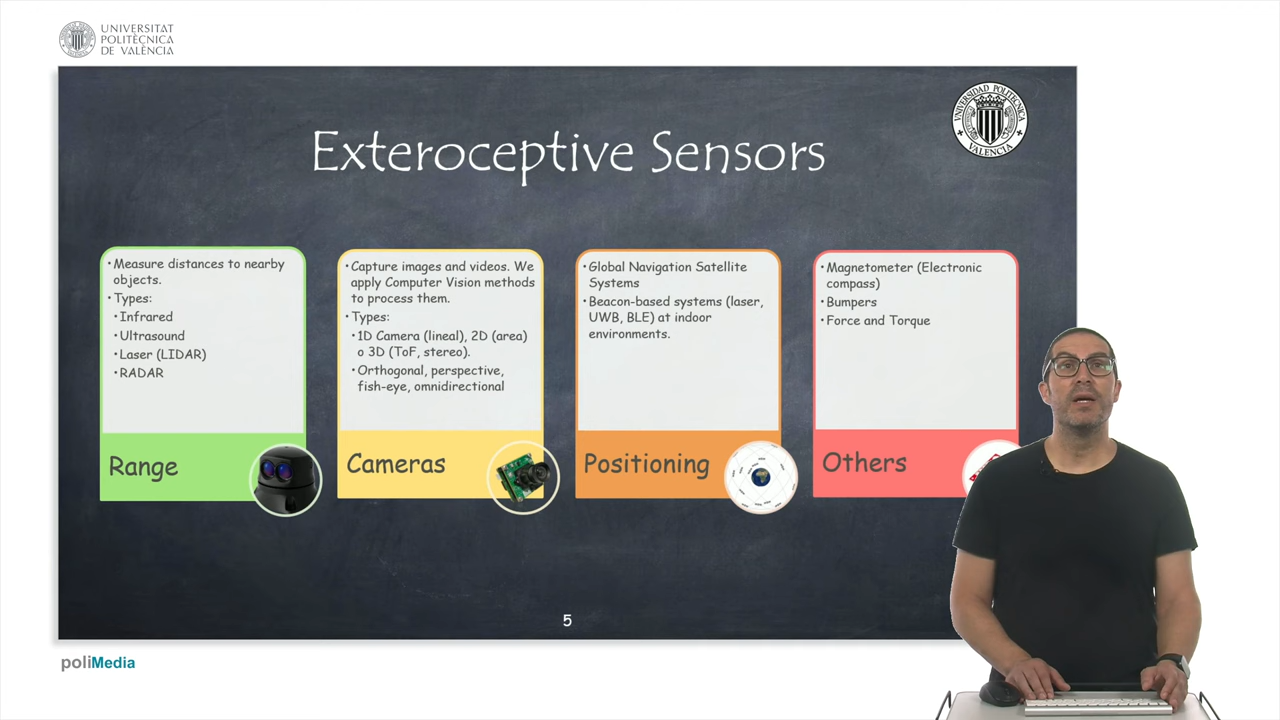 UNIVERSITAT
POLITÈCNICA
DE VALÈNCIA
UNIVERSIDAD POLITECNICA
VALENCIA
Exteroceptive Sensors
• Measure distances to nearby
objects.
• Types:
• Infrared
• Ultrasound
• Laser (LIDAR)
• RADAR
Range
• Capture images and videos. We
apply Computer Vision methods
to process them.
• Types:
• 1D Camera (lineal), 2D (area)
o 3D (ToF, stereo).
• Orthogonal, perspective,
fish-eye, omnidirectional
Cameras
• Global Navigation Satellite
Systems
• Beacon-based systems (laser,
UWB, BLE) at indoor
environments.
Positioning
• Magnetometer (Electronic
compass)
• Bumpers
• Force and Torque
Others
5
poliMedia